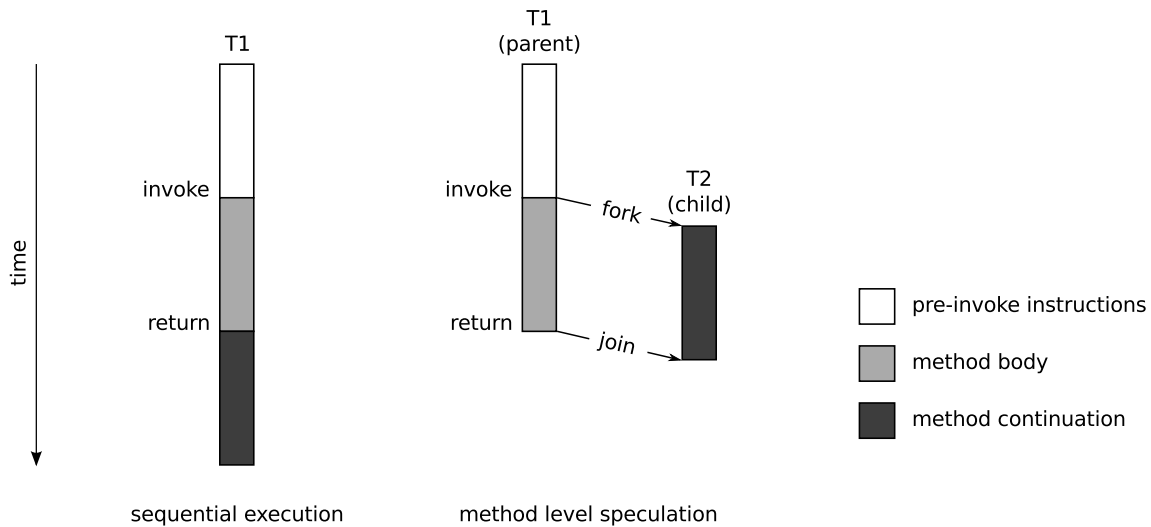 T1
T1
(parent)
invoke
invoke
T2
(child)
fork
time
return
return
join
pre-invoke instructions
method body
method continuation
sequential execution
method level speculation